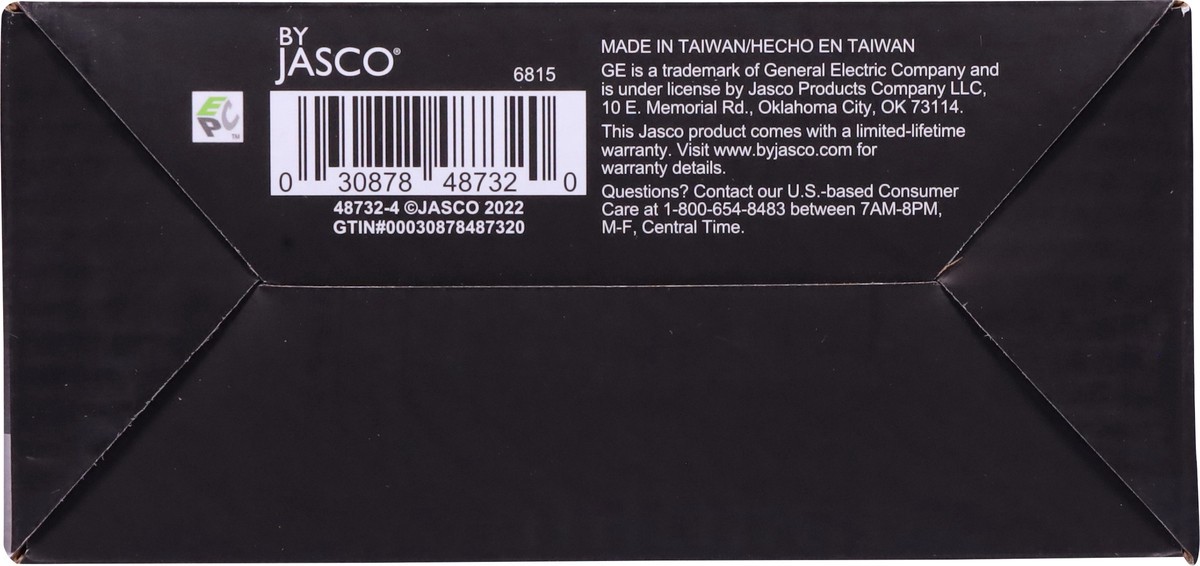 BY
JASCO®
6815
EPC™
0 30878 48732 0
48732-4 ©JASCO 2022
GTIN#00030878487320
MADE IN TAIWAN/HECHO EN TAIWAN
GE is a trademark of General Electric Company and
is under license by Jasco Products Company LLC,
10 E. Memorial Rd., Oklahoma City, OK 73114.
This Jasco product comes with a limited-lifetime
warranty. Visit www.byjasco.com for
warranty details.
Questions? Contact our U.S.-based Consumer
Care at 1-800-654-8483 between 7AM-8PM,
M-F, Central Time.